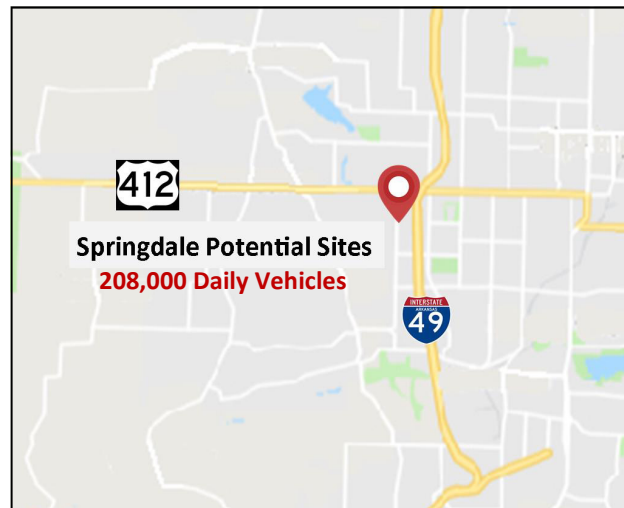 412
Springdale Potential Sites
208,000 Daily Vehicles
INTERSTATE
ARKANSAS
49